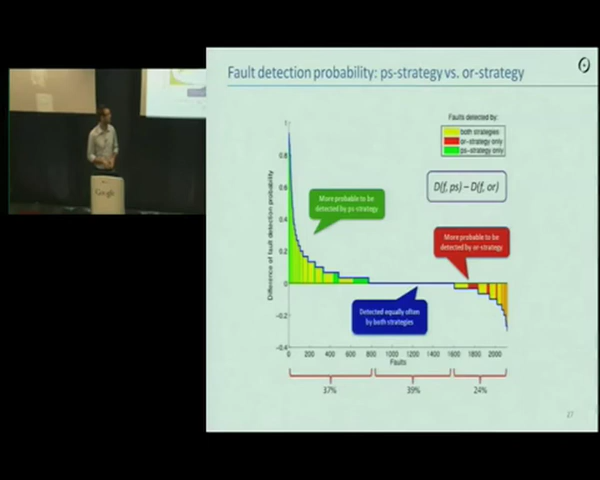 Fault detection probability: ps-strategy vs. or-strategy
Faults detected by:
both strategies
or-strategy only
ps-strategy only
D(f, ps) – D(f, or)
More probable to be
detected by ps-strategy
More probable to be
detected by or-strategy
Detected equally often
by both strategies
Difference of fault detection probability
1
0.8
0.6
0.4
0.2
0
−0.2
−0.4
0 200 400 600 800 1000 1200 1400 1600 1800 2000
Faults
37% 39% 24%
27
Google